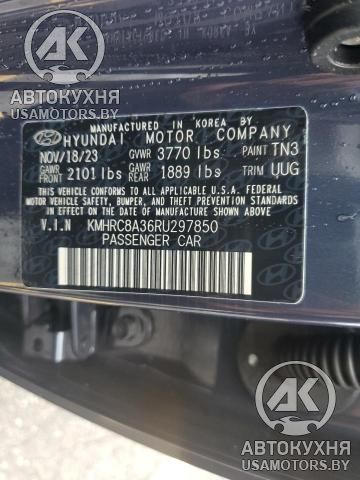 АВТОКУХНЯ
USAMOTORS.BY
MANUFACTURED IN KOREA BY
HYUNDAI MOTOR COMPANY
NOV/18/23 GVWR 3770 lbs PAINT TN3
GAWR FRONT 2101 lbs GAWR REAR 1889 lbs TRIM UUG
THIS VEHICLE CONFORMS TO ALL APPLICABLE U.S.A. FEDERAL
MOTOR VEHICLE SAFETY, BUMPER, AND THEFT PREVENTION
STANDARDS IN EFFECT ON THE DATE OF MANUFACTURE SHOWN ABOVE.
V.I.N KMHRC8A36RU297850
PASSENGER CAR
АК
АВТОКУХНЯ
USAMOTORS.BY